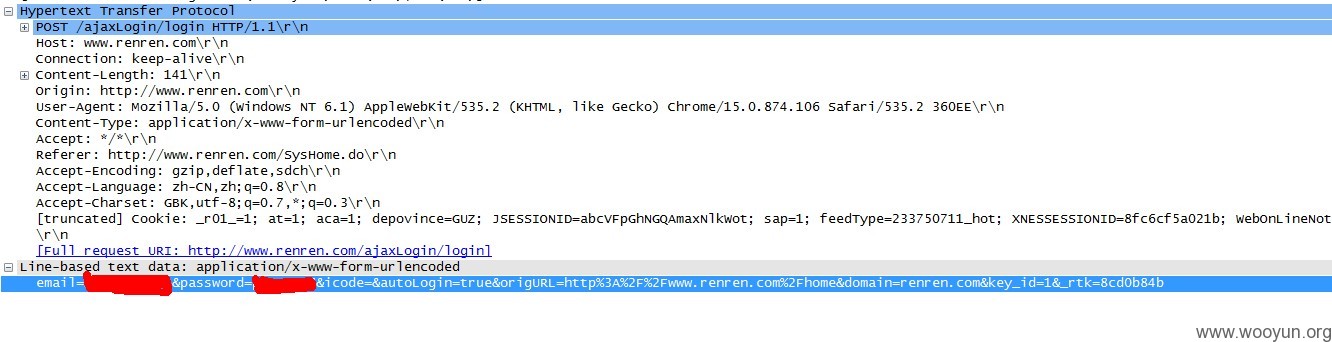 Hypertext Transfer Protocol
POST /ajaxLogin/login HTTP/1.1\r\n
Host: www.renren.com\r\n
Connection: keep-alive\r\n
Content-Length: 141\r\n
Origin: http://www.renren.com\r\n
User-Agent: Mozilla/5.0 (Windows NT 6.1) AppleWebKit/535.2 (KHTML, like Gecko) Chrome/15.0.874.106 Safari/535.2 360EE\r\n
Content-Type: application/x-www-form-urlencoded\r\n
Accept: */*\r\n
Referer: http://www.renren.com/SysHome.do\r\n
Accept-Encoding: gzip,deflate,sdch\r\n
Accept-Language: zh-CN,zh;q=0.8\r\n
Accept-Charset: GBK,utf-8;q=0.7,*;q=0.3\r\n
[truncated] Cookie: _r01_=1; at=1; aca=1; depovince=GUZ; JSESSIONID=abcVFpGhNGQAmaxNlkWot; sap=1; feedType=233750711_hot; XNESSESSIONID=8fc6cf5a021b; WebOnLineNot
\r\n
[Full request URI: http://www.renren.com/ajaxLogin/login]
Line-based text data: application/x-www-form-urlencoded
email= &password= &icode=&autoLogin=true&origURL=http%3A%2F%2Fwww.renren.com%2Fhome&domain=renren.com&key_id=1&_rtk=8cd0b84b
www.wooyun.org